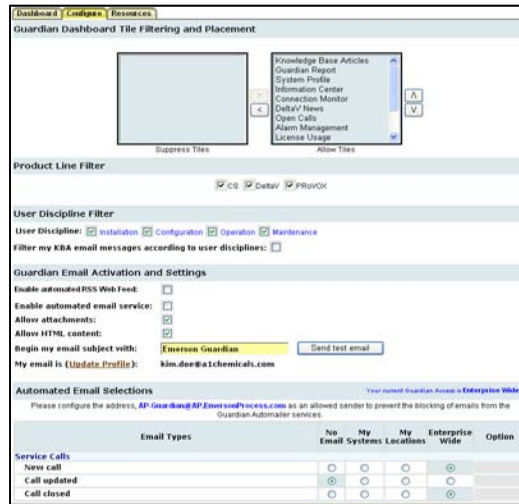 Dashboard Configure Resources
Guardian Dashboard Tile Filtering and Placement
Knowledge Base Articles
Guardian Report
System Profile
Information Center
Connection Monitor
DeltaV News
Open Calls
Alarm Management
License Usage
> <
Λ V
Suppress Tiles Allow Tiles
Product Line Filter
CS DeltaV PRoVOX
User Discipline Filter
User Discipline: Installation Configuration Operation Maintenance
Filter my KBA email messages according to user disciplines:
Guardian Email Activation and Settings
Enable automated RSS Web Feed:
Enable automated email service:
Allow attachments:
Allow HTML content:
Begin my email subject with: Emerson Guardian Send test email
My email is (Update Profile): kim.doe@a1chemicals.com
Automated Email Selections Your current Guardian Access is Enterprise Wide
Please configure the address, AP-Guardian@AP.EmersonProcess.com as an allowed sender to prevent the blocking of emails from the
Guardian Automailer services.
Email Types No Email My Systems My Locations Enterprise Wide Option
Service Calls
New call
Call updated
Call closed